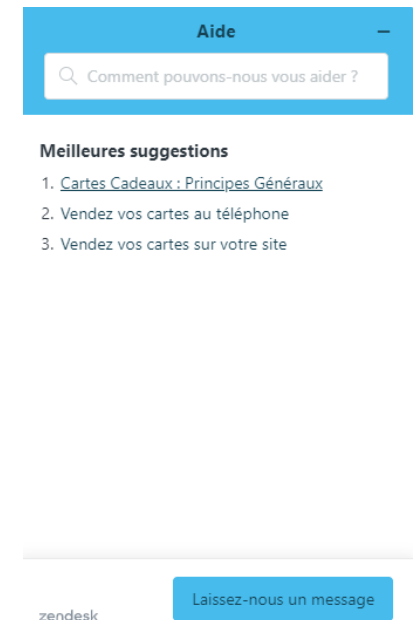 Aide
Comment pouvons-nous vous aider ?
Meilleures suggestions
1. Cartes Cadeaux : Principes Généraux
2. Vendez vos cartes au téléphone
3. Vendez vos cartes sur votre site
Laissez-nous un message
zendesk